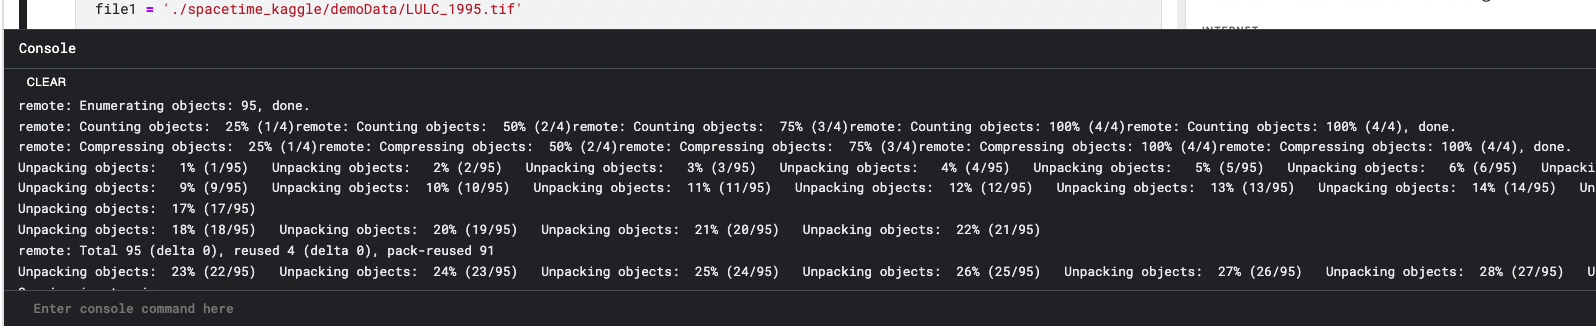 file1 = './spacetime_kaggle/demoData/LULC_1995.tif'
INTERNET
Console
CLEAR
remote: Enumerating objects: 95, done.
remote: Counting objects:  25% (1/4)remote: Counting objects:  50% (2/4)remote: Counting objects:  75% (3/4)remote: Counting objects: 100% (4/4)remote: Counting objects: 100% (4/4), done.
remote: Compressing objects:  25% (1/4)remote: Compressing objects:  50% (2/4)remote: Compressing objects:  75% (3/4)remote: Compressing objects: 100% (4/4)remote: Compressing objects: 100% (4/4), done.
Unpacking objects:   1% (1/95)   Unpacking objects:   2% (2/95)   Unpacking objects:   3% (3/95)   Unpacking objects:   4% (4/95)   Unpacking objects:   5% (5/95)   Unpacking objects:   6% (6/95)   Unpacki
Unpacking objects:   9% (9/95)   Unpacking objects:  10% (10/95)   Unpacking objects:  11% (11/95)   Unpacking objects:  12% (12/95)   Unpacking objects:  13% (13/95)   Unpacking objects:  14% (14/95)   Un
Unpacking objects:  17% (17/95)
Unpacking objects:  18% (18/95)   Unpacking objects:  20% (19/95)   Unpacking objects:  21% (20/95)   Unpacking objects:  22% (21/95)
remote: Total 95 (delta 0), reused 4 (delta 0), pack-reused 91
Unpacking objects:  23% (22/95)   Unpacking objects:  24% (23/95)   Unpacking objects:  25% (24/95)   Unpacking objects:  26% (25/95)   Unpacking objects:  27% (26/95)   Unpacking objects:  28% (27/95)   U
Enter console command here